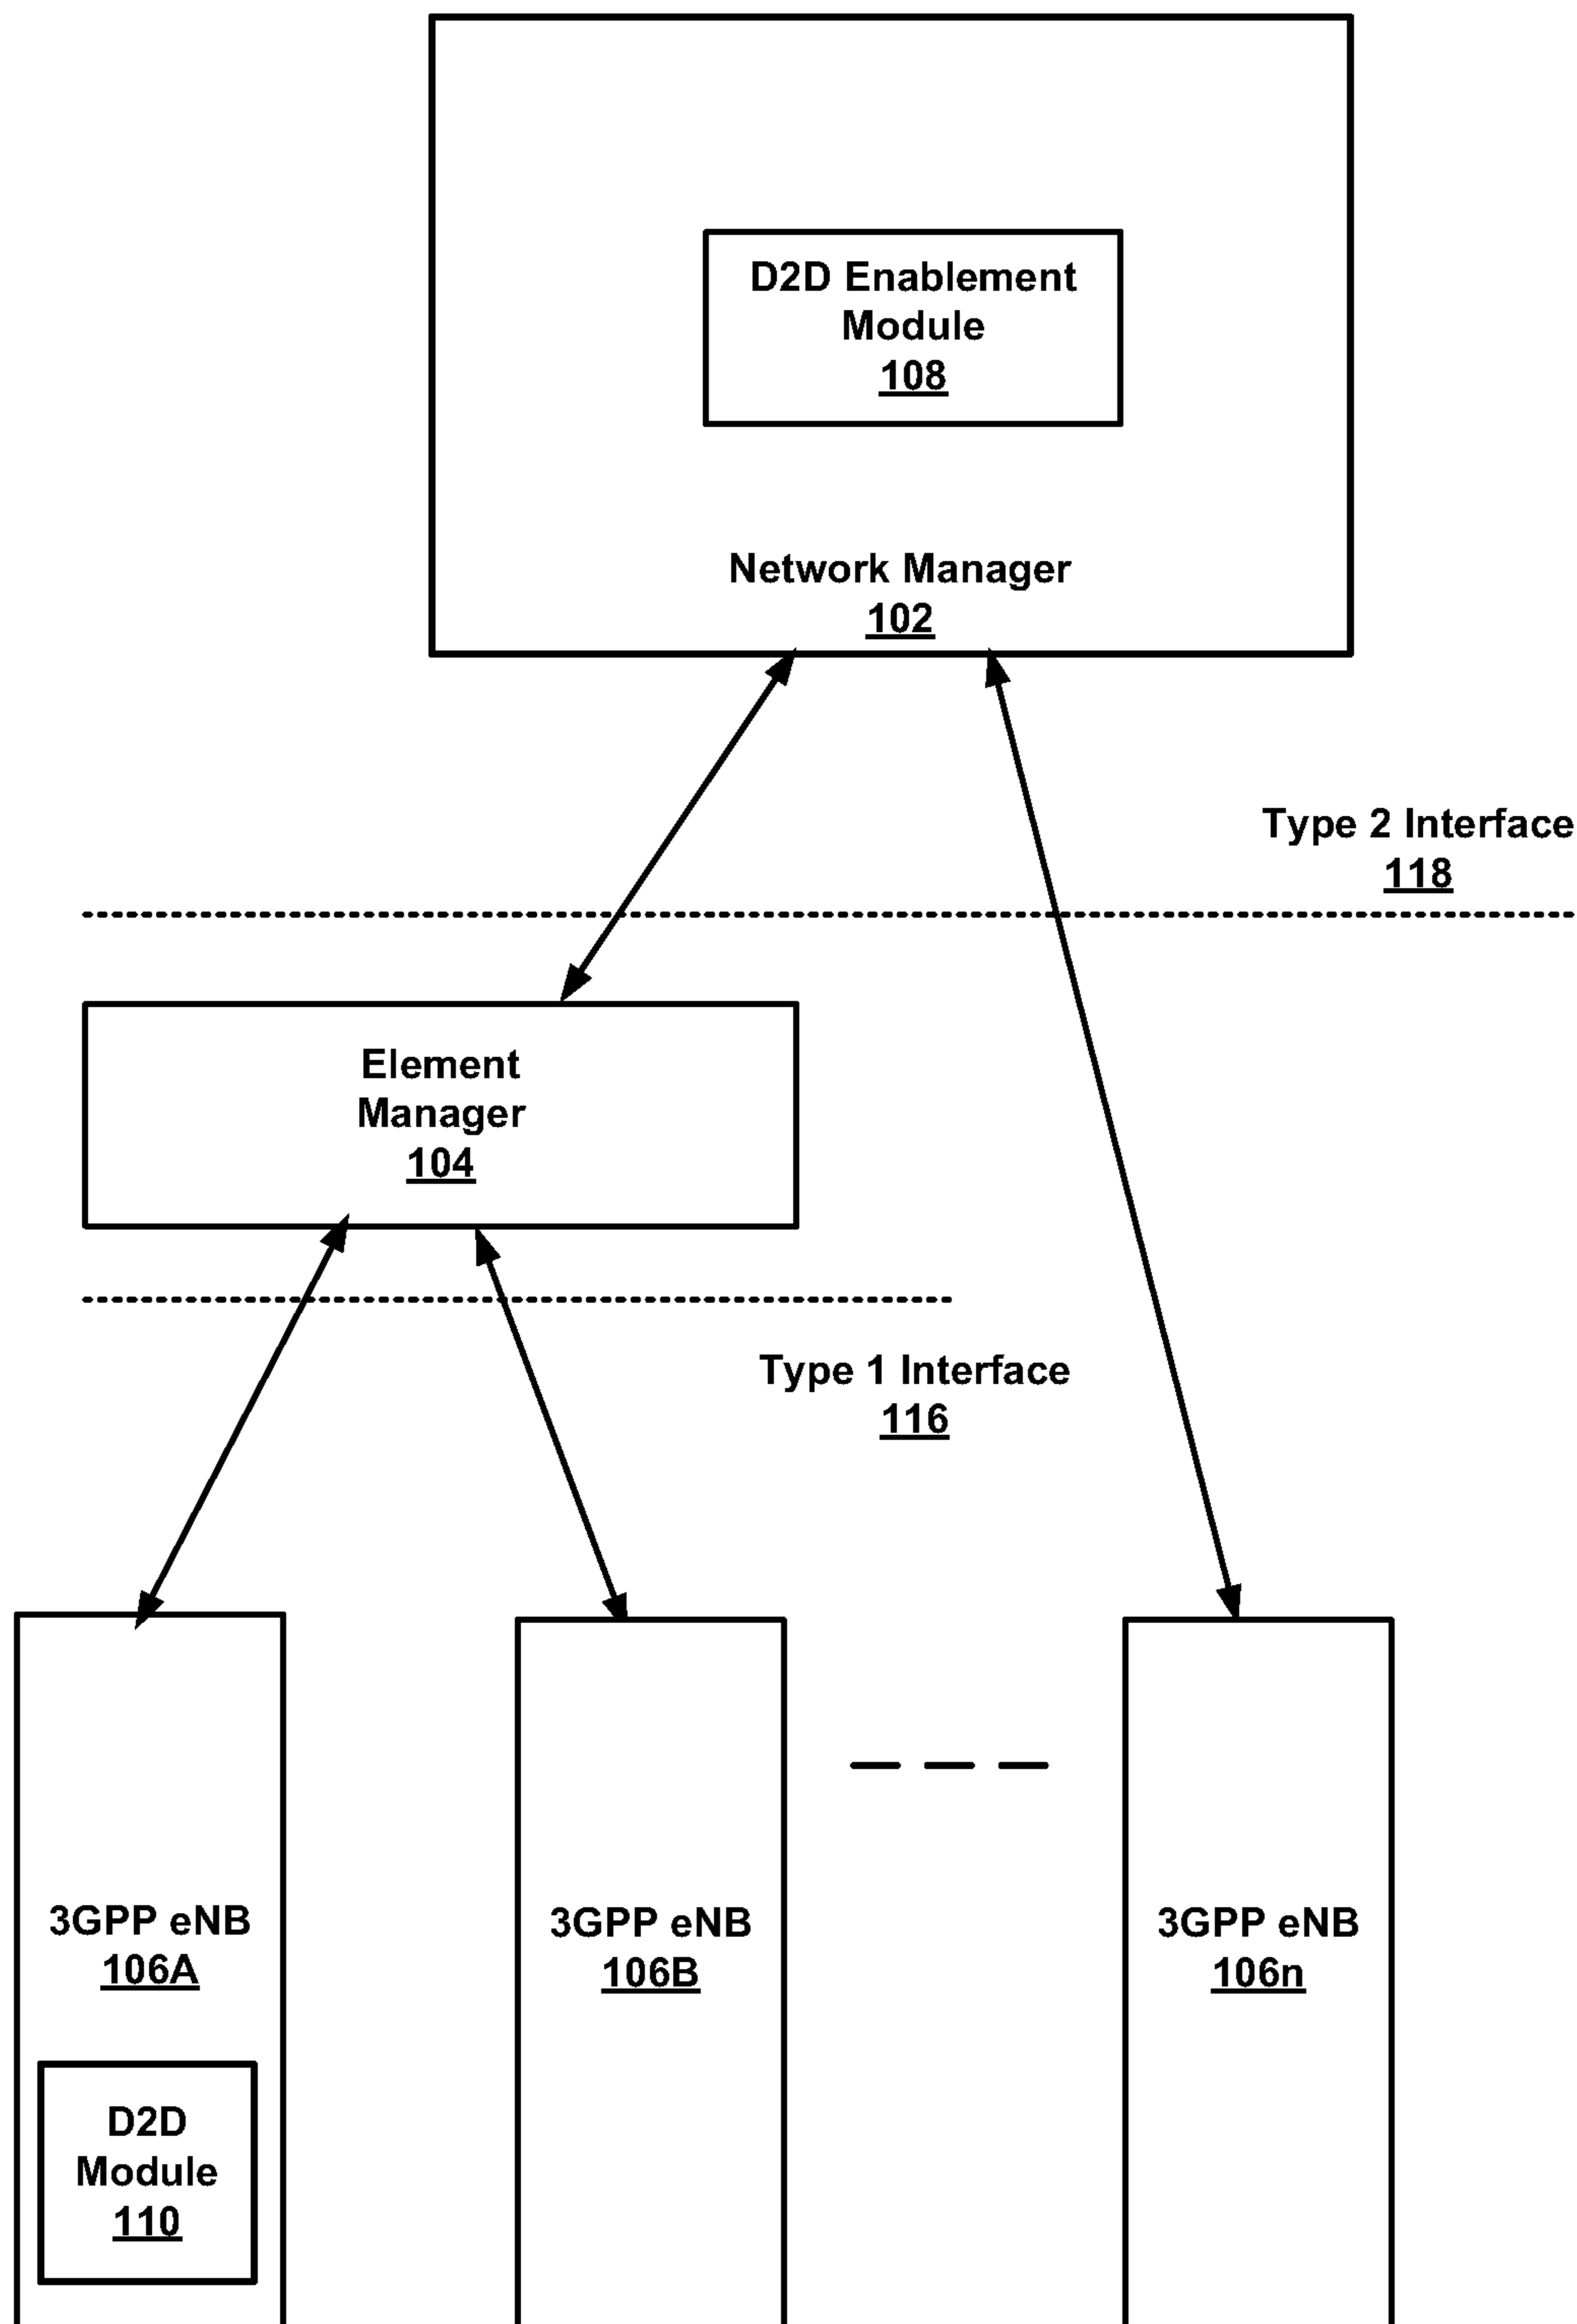 D2D Enablement
Module
108
Network Manager
102
Type 2 Interface
118
Element
Manager
104
Type 1 Interface
116
3GPP eNB
106A
3GPP eNB
106B
3GPP eNB
106n
D2D
Module
110